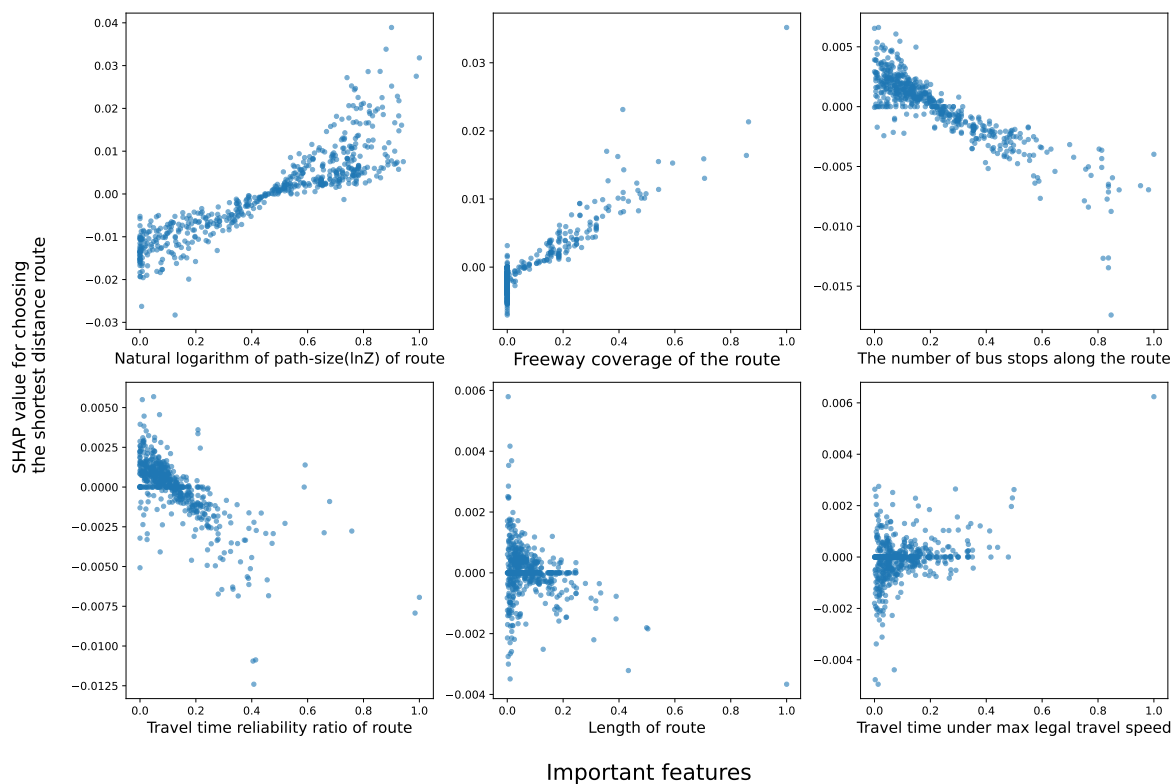 SHAP value for choosing
the shortest distance route
0.04
0.03
0.02
0.01
0.00
−0.01
−0.02
−0.03
0.0 0.2 0.4 0.6 0.8 1.0
Natural logarithm of path-size(lnZ) of route
0.03
0.02
0.01
0.00
0.0 0.2 0.4 0.6 0.8 1.0
Freeway coverage of the route
0.005
0.000
−0.005
−0.010
−0.015
0.0 0.2 0.4 0.6 0.8 1.0
The number of bus stops along the route
0.0050
0.0025
0.0000
−0.0025
−0.0050
−0.0075
−0.0100
−0.0125
0.0 0.2 0.4 0.6 0.8 1.0
Travel time reliability ratio of route
0.006
0.004
0.002
0.000
−0.002
−0.004
0.0 0.2 0.4 0.6 0.8 1.0
Length of route
0.006
0.004
0.002
0.000
−0.002
−0.004
0.0 0.2 0.4 0.6 0.8 1.0
Travel time under max legal travel speed
Important features